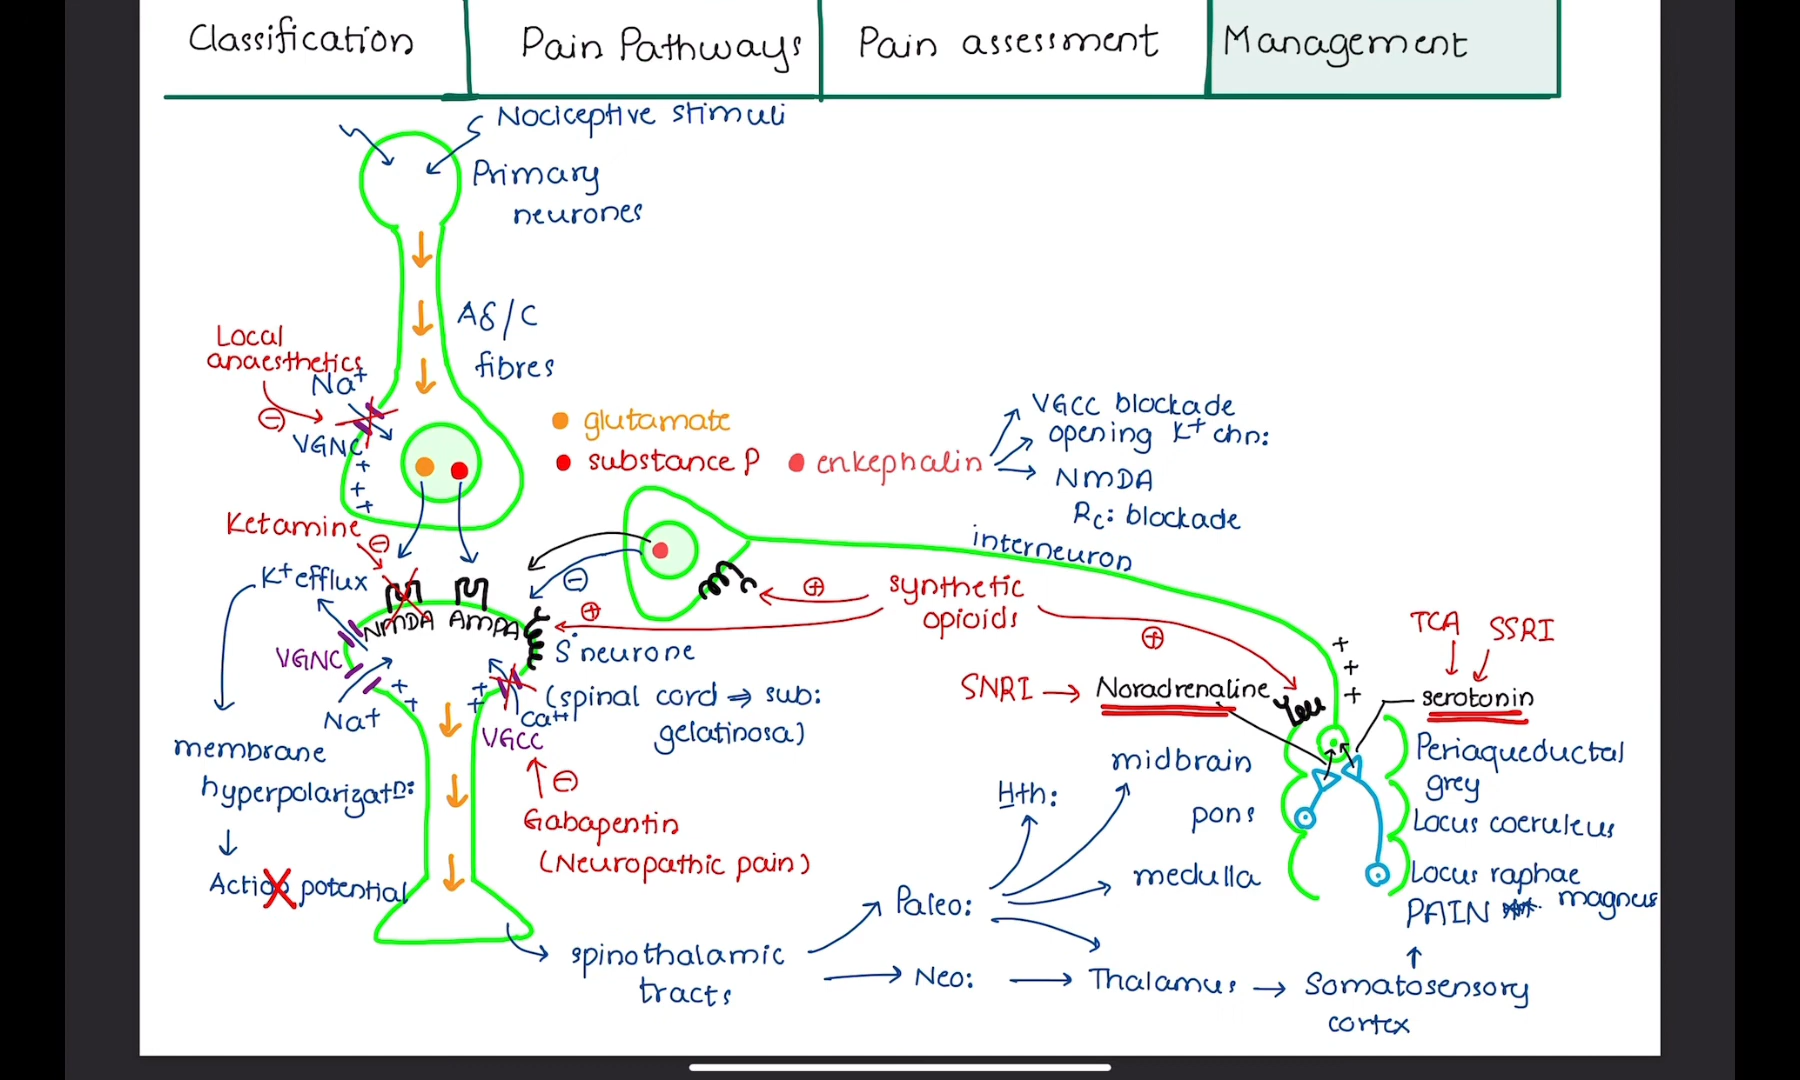 Classification
Pain Pathways
Pain assessment
Management
Nociceptive stimuli
Primary
neurones
Aδ/C
fibres
Local
anaesthetics
Na+
VGNC
+
+
+
glutamate
substance P
enkephalin
VGCC blockade
opening K+ chn:
NMDA
Rc: blockade
Ketamine
K+ efflux
NMDA
AMPA
VGNC
Na+
interneuron
synthetic
opioids
S' neurone
(spinal cord ⇒ sub:
gelatinosa)
Ca++
VGCC
Gabapentin
(Neuropathic pain)
membrane
hyperpolarizatn:
Action potential
SNRI → Noradrenaline
TCA
SSRI
serotonin
+
+
+
Periaqueductal
grey
Locus coeruleus
Locus raphae
magnus
PAIN
midbrain
pons
medulla
Hth:
Paleo:
Neo:
spinothalamic
tracts
Thalamus → Somatosensory
cortex